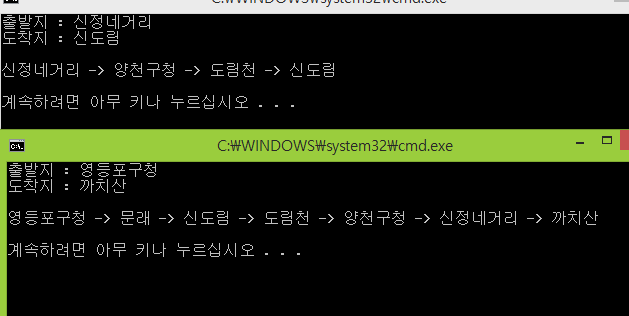 C:₩WINDOWS₩system32₩cmd.exe
출발지 : 신정네거리
도착지 : 신도림
신정네거리 -> 양천구청 -> 도림천 -> 신도림
계속하려면 아무 키나 누르십시오 . . .
C:₩WINDOWS₩system32₩cmd.exe
출발지 : 영등포구청
도착지 : 까치산
영등포구청 -> 문래 -> 신도림 -> 도림천 -> 양천구청 -> 신정네거리 -> 까치산
계속하려면 아무 키나 누르십시오 . . .